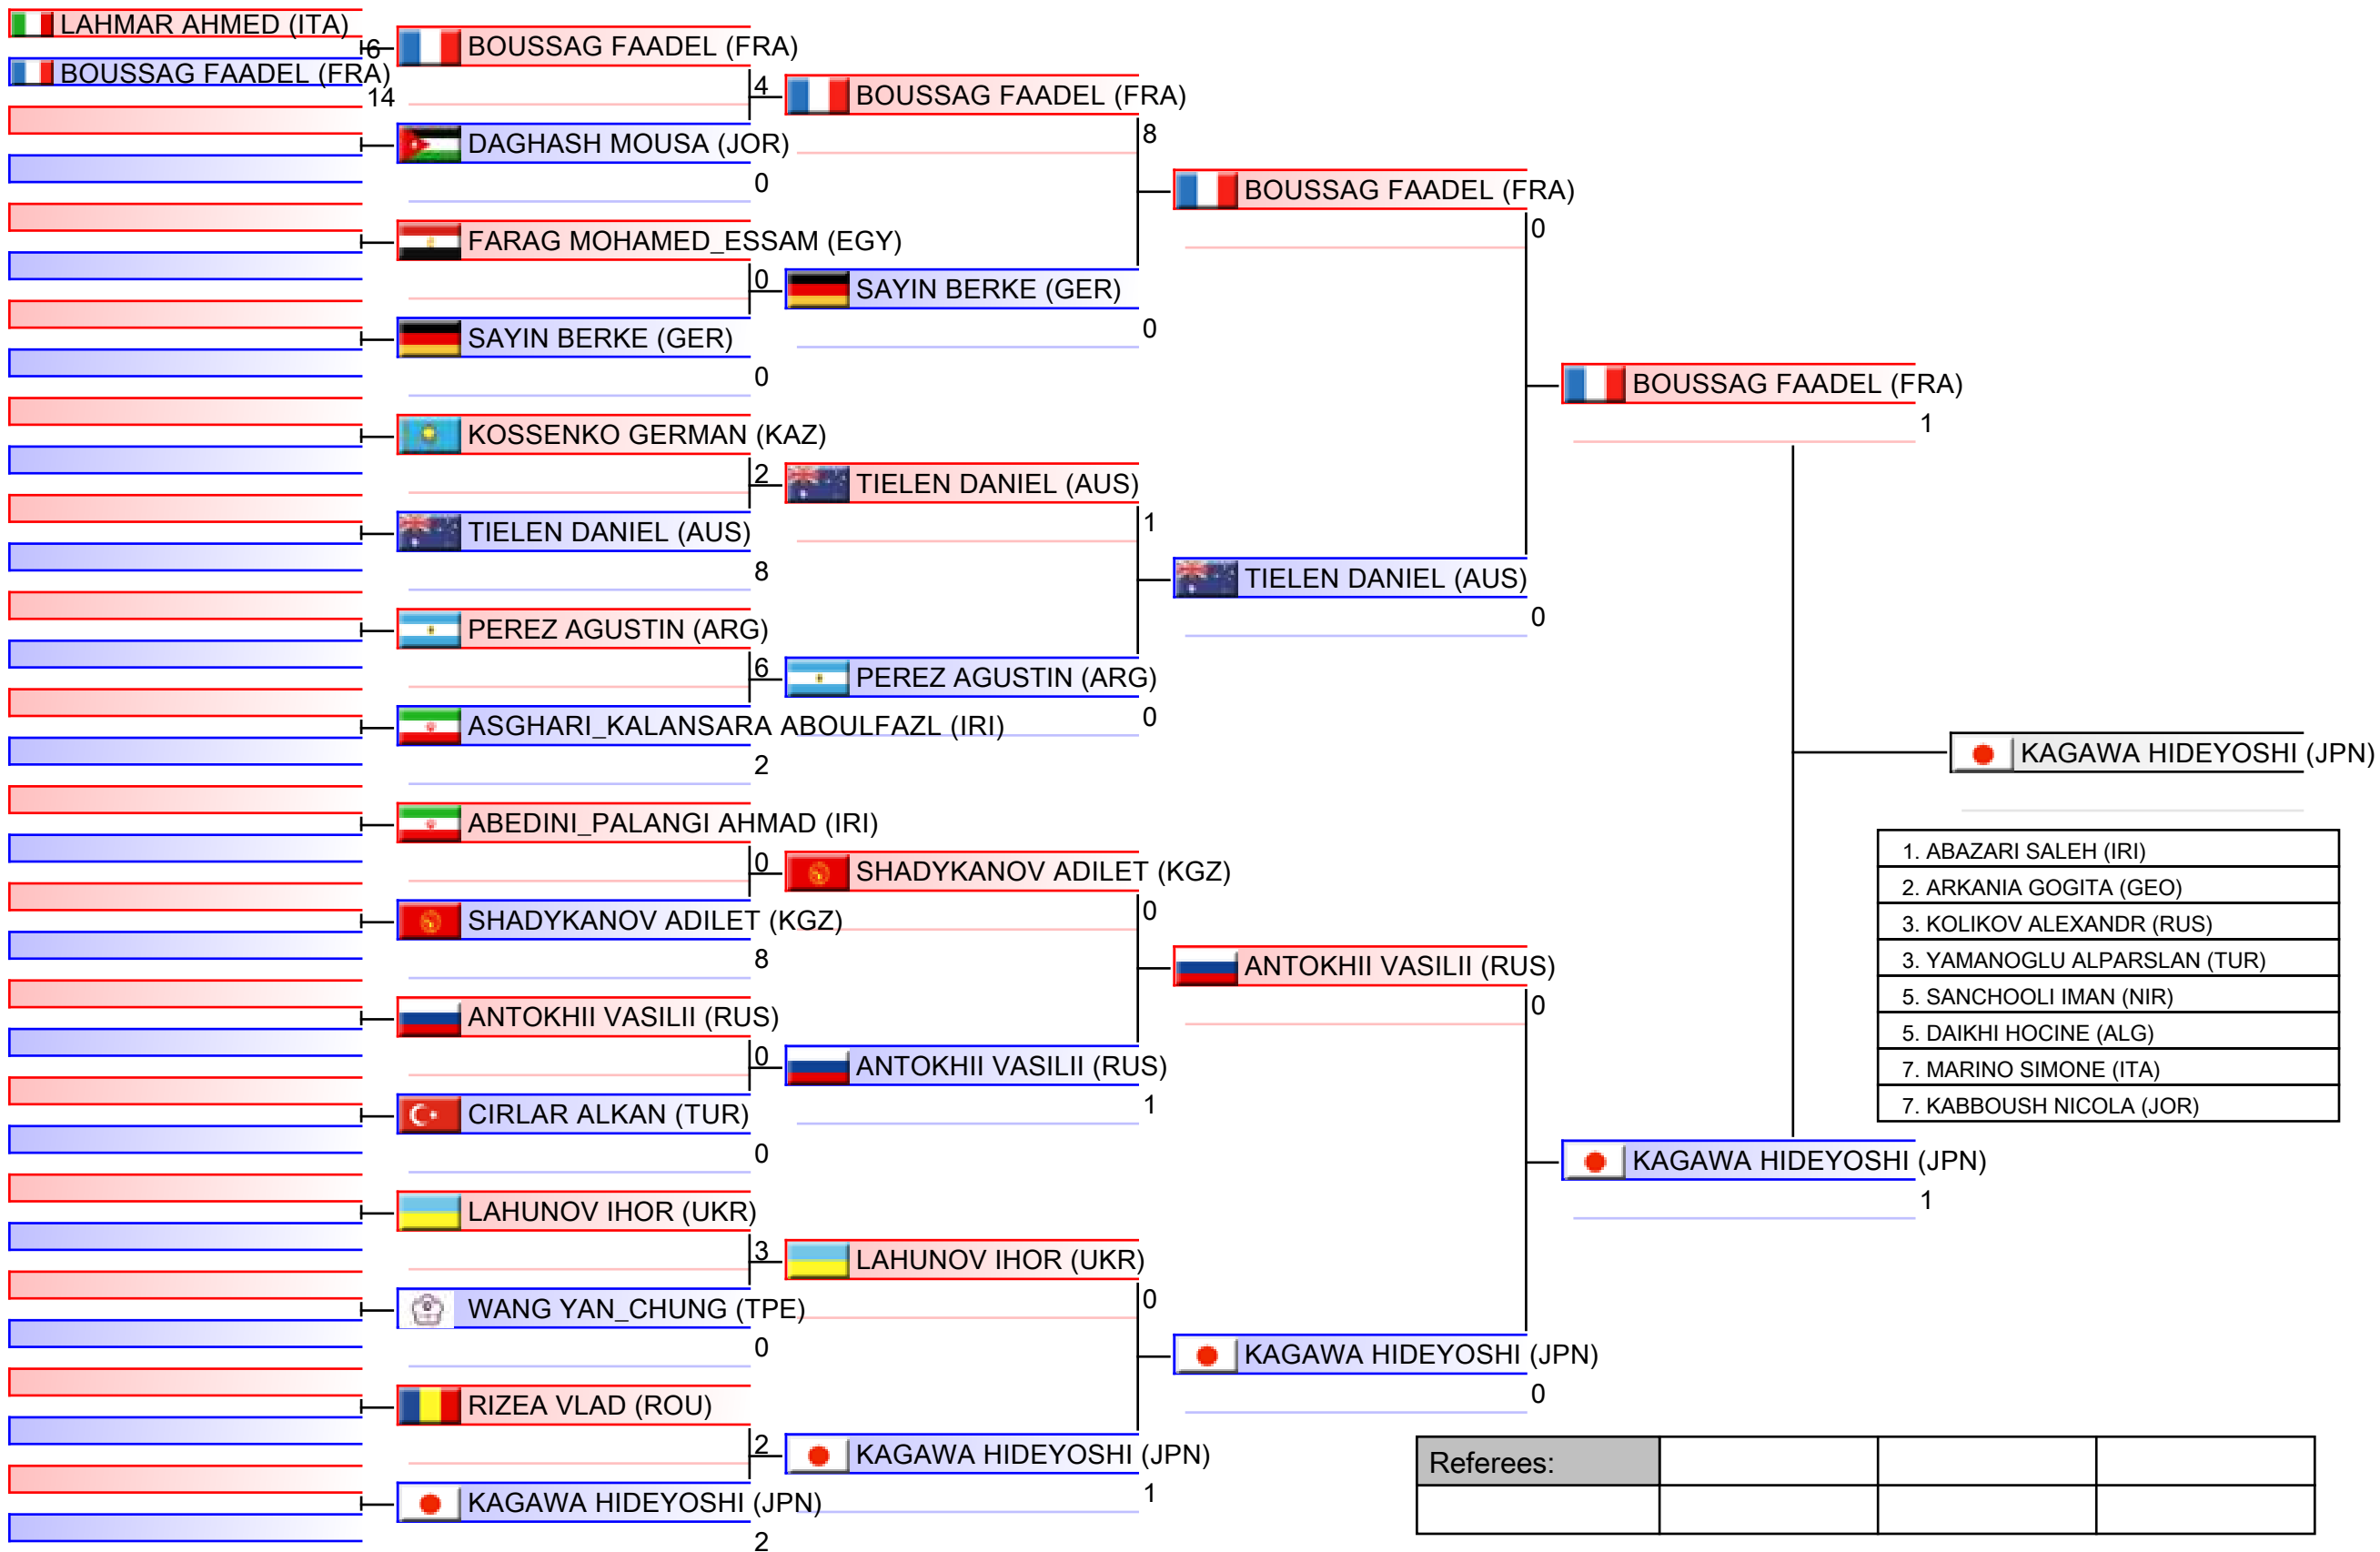 LAHMAR AHMED (ITA)
6
BOUSSAG FAADEL (FRA)
14
BOUSSAG FAADEL (FRA)
4
DAGHASH MOUSA (JOR)
0
FARAG MOHAMED_ESSAM (EGY)
0
SAYIN BERKE (GER)
0
KOSSENKO GERMAN (KAZ)
2
TIELEN DANIEL (AUS)
8
PEREZ AGUSTIN (ARG)
6
ASGHARI_KALANSARA ABOULFAZL (IRI)
2
ABEDINI_PALANGI AHMAD (IRI)
0
SHADYKANOV ADILET (KGZ)
8
ANTOKHII VASILII (RUS)
0
CIRLAR ALKAN (TUR)
0
LAHUNOV IHOR (UKR)
3
WANG YAN_CHUNG (TPE)
0
RIZEA VLAD (ROU)
2
KAGAWA HIDEYOSHI (JPN)
2
BOUSSAG FAADEL (FRA)
8
SAYIN BERKE (GER)
0
TIELEN DANIEL (AUS)
1
PEREZ AGUSTIN (ARG)
0
SHADYKANOV ADILET (KGZ)
0
ANTOKHII VASILII (RUS)
1
LAHUNOV IHOR (UKR)
0
KAGAWA HIDEYOSHI (JPN)
1
BOUSSAG FAADEL (FRA)
0
TIELEN DANIEL (AUS)
0
ANTOKHII VASILII (RUS)
0
KAGAWA HIDEYOSHI (JPN)
0
BOUSSAG FAADEL (FRA)
1
KAGAWA HIDEYOSHI (JPN)
1
KAGAWA HIDEYOSHI (JPN)
1. ABAZARI SALEH (IRI)
2. ARKANIA GOGITA (GEO)
3. KOLIKOV ALEXANDR (RUS)
3. YAMANOGLU ALPARSLAN (TUR)
5. SANCHOOLI IMAN (NIR)
5. DAIKHI HOCINE (ALG)
7. MARINO SIMONE (ITA)
7. KABBOUSH NICOLA (JOR)
Referees: